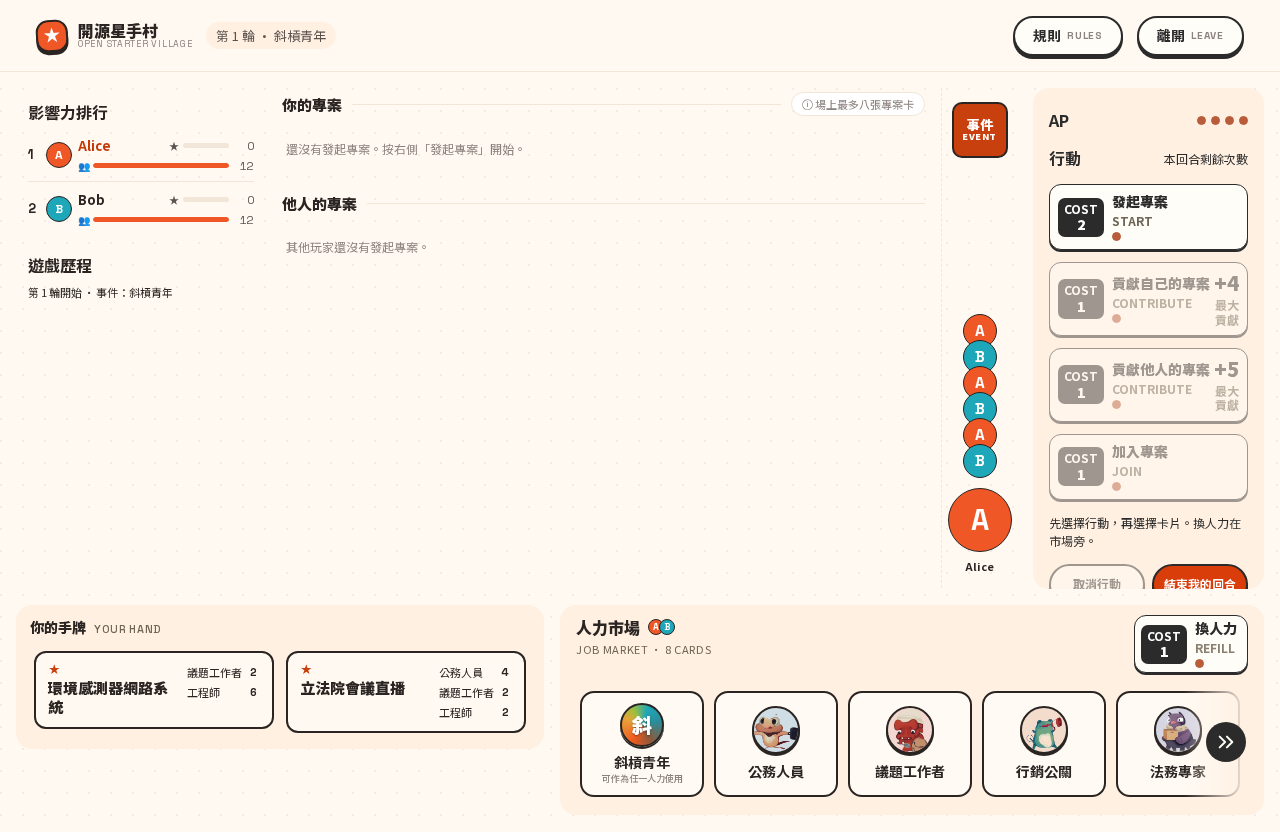 開源星手村
OPEN STARTER VILLAGE
第 1 輪 · 斜槓青年
規則 RULES
離開 LEAVE
影響力排行
1 A Alice ★ 0
12
2 B Bob ★ 0
12
遊戲歷程
第 1 輪開始 · 事件：斜槓青年
你的專案
ⓘ 場上最多八張專案卡
還沒有發起專案。按右側「發起專案」開始。
他人的專案
其他玩家還沒有發起專案。
事件
EVENT
A
B
A
B
A
B
A
Alice
AP
行動 本回合剩餘次數
COST 2
發起專案
START
COST 1
貢獻自己的專案
CONTRIBUTE
+4
最大
貢獻
COST 1
貢獻他人的專案
CONTRIBUTE
+5
最大
貢獻
COST 1
加入專案
JOIN
先選擇行動，再選擇卡片。換人力在
市場旁。
取消行動
結束我的回合
你的手牌 YOUR HAND
★
環境感測器網路系
統
議題工作者 2
工程師 6
★
立法院會議直播
公務人員 4
議題工作者 2
工程師 2
人力市場 A B
JOB MARKET · 8 CARDS
COST 1
換人力
REFILL
斜
斜槓青年
可作為任一人力使用
公務人員
議題工作者
行銷公關
法務專家